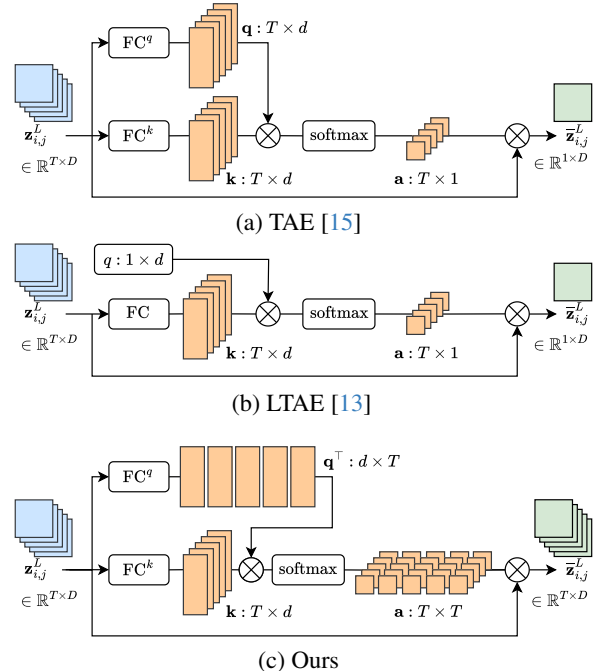 q : T × d
FC^q
z^L_{i,j}
∈ ℝ^{T×D}
FC^k
softmax
k : T × d
a : T × 1
z̅^L_{i,j}
∈ ℝ^{1×D}
(a) TAE [15]
q : 1 × d
z^L_{i,j}
∈ ℝ^{T×D}
FC
softmax
k : T × d
a : T × 1
z̅^L_{i,j}
∈ ℝ^{1×D}
(b) LTAE [13]
q^⊤ : d × T
FC^q
z^L_{i,j}
∈ ℝ^{T×D}
FC^k
softmax
k : T × d
a : T × T
z̅^L_{i,j}
∈ ℝ^{T×D}
(c) Ours